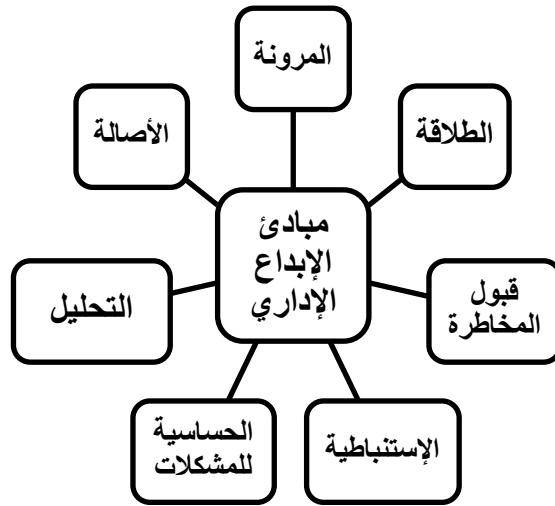 المرونة
الطلاقة
الأصالة
مبادئ
الإبداع
الإداري
قبول
المخاطرة
التحليل
الإستنباطية
الحساسية
للمشكلات